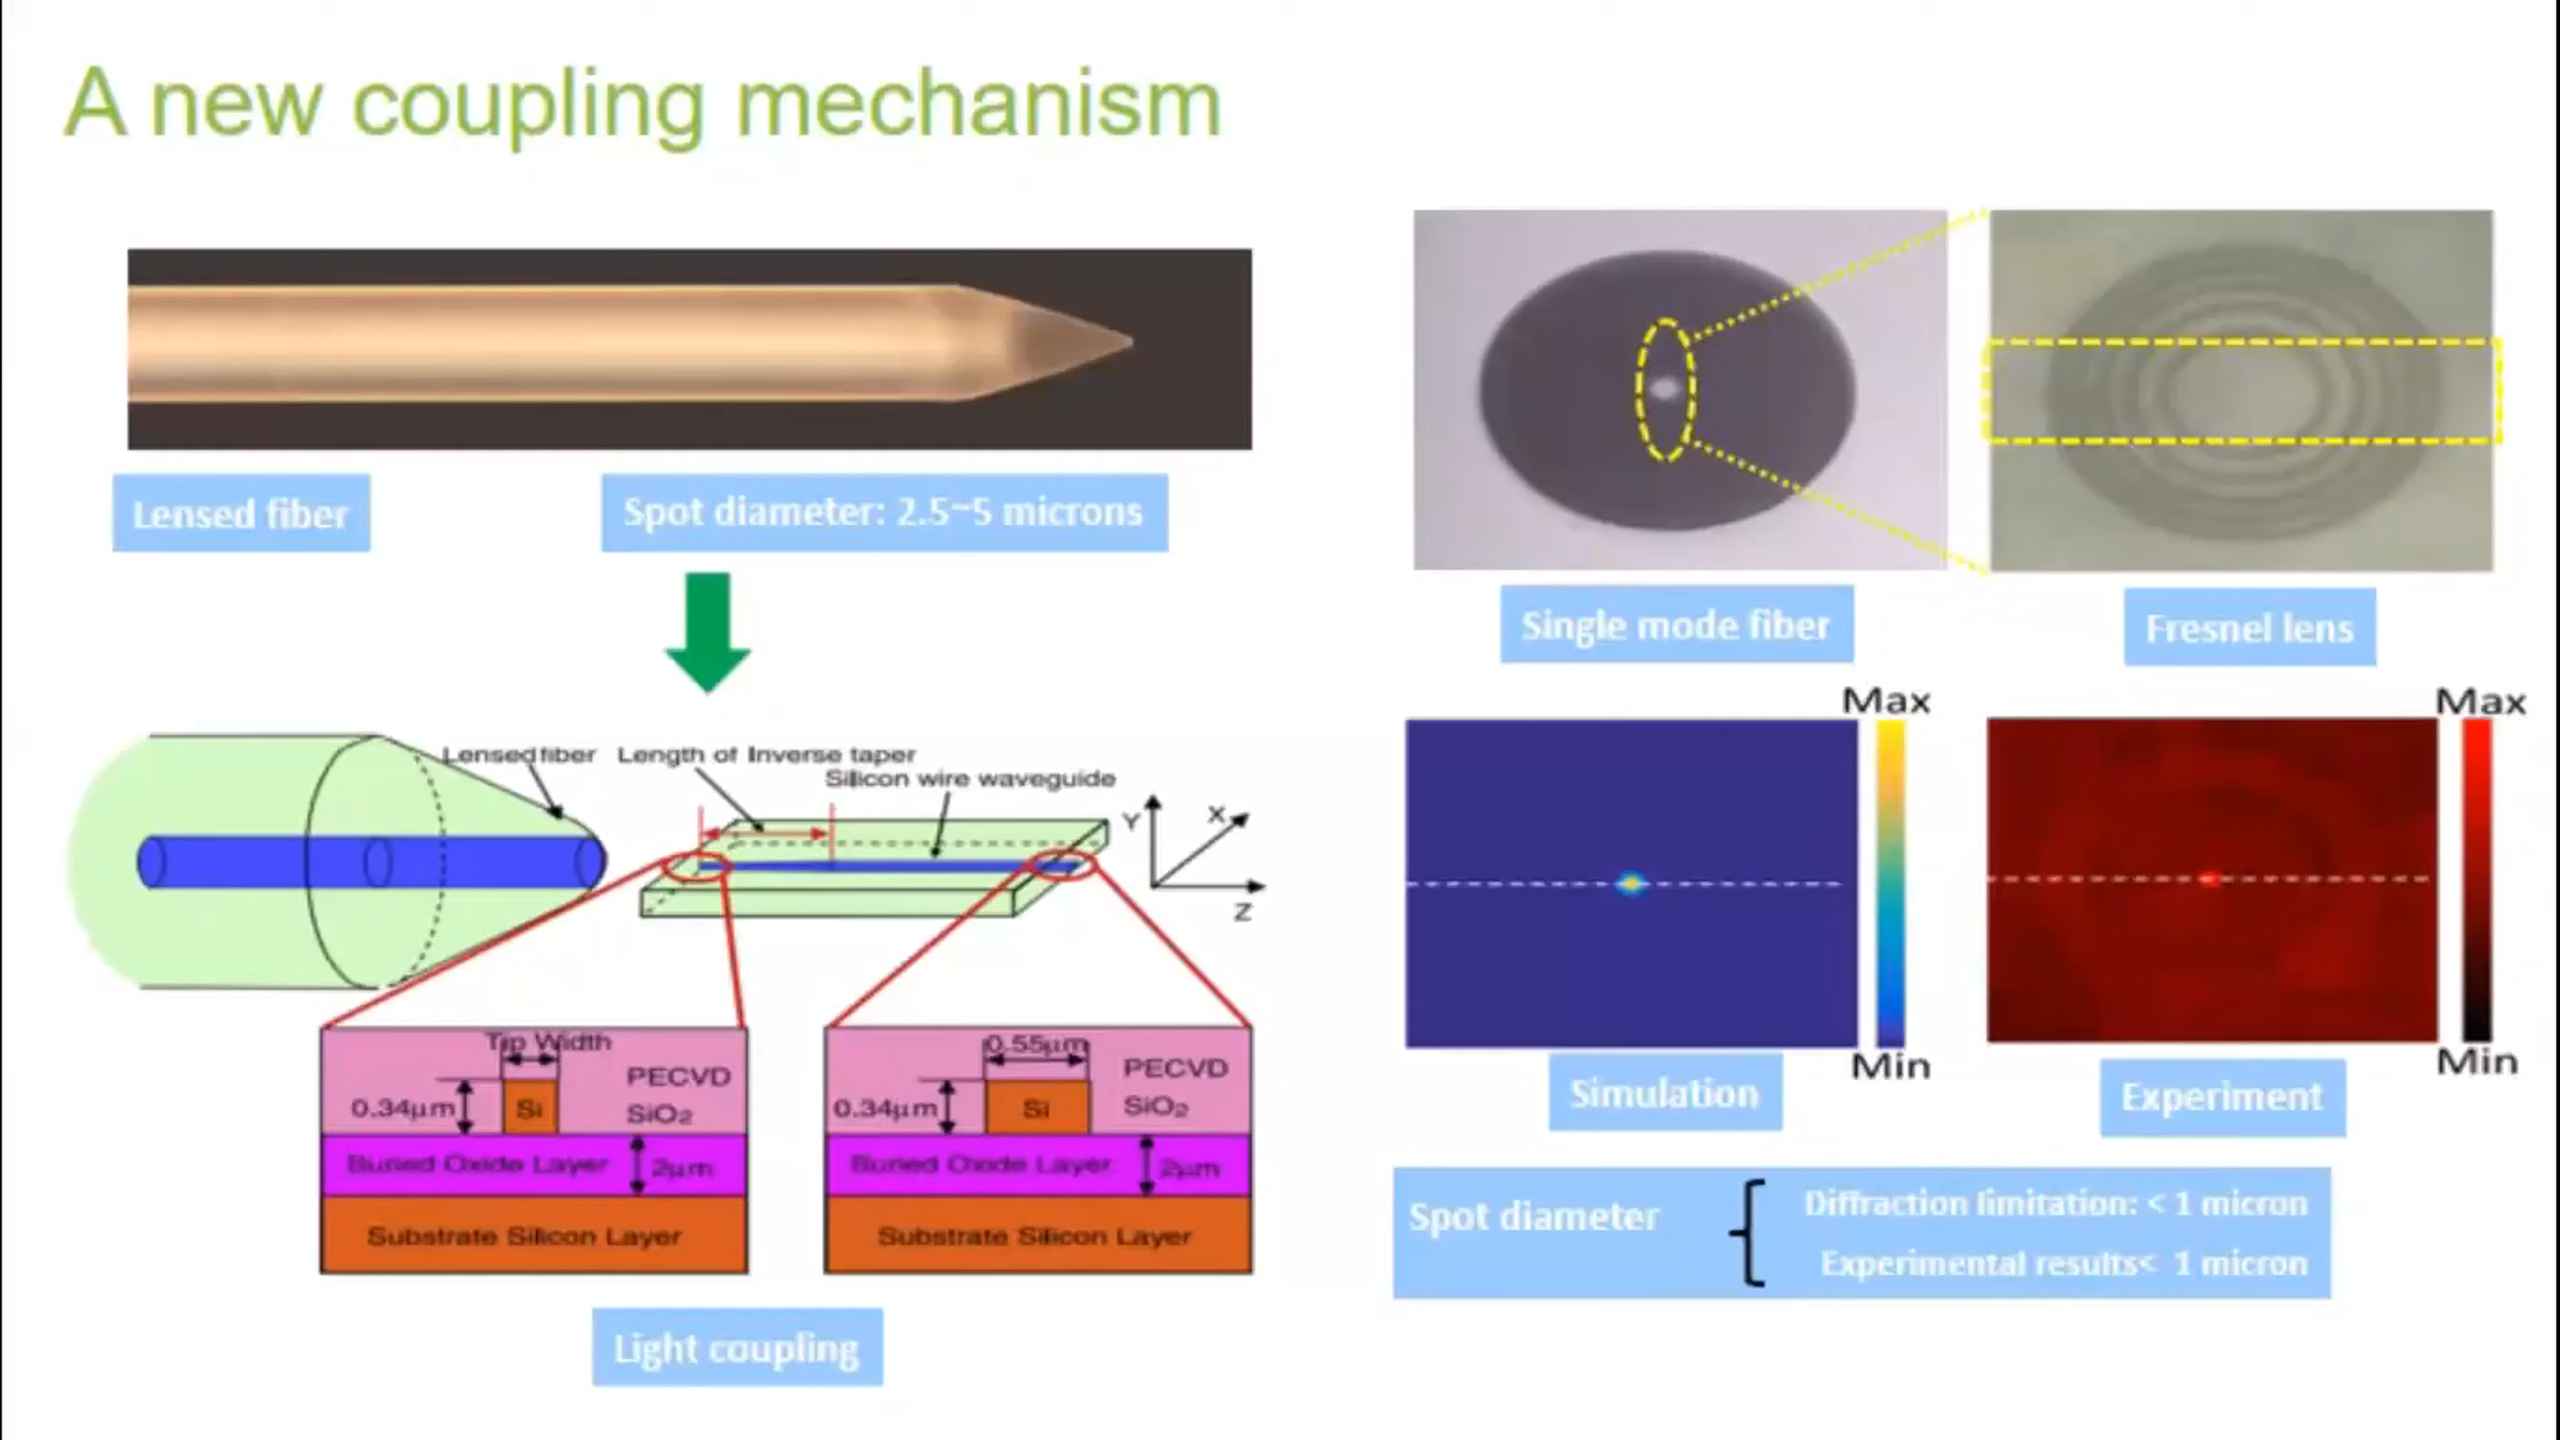 A new coupling mechanism
Lensed fiber
Spot diameter: 2.5~5 microns
Lensed fiber
Length of Inverse taper
Silicon wire waveguide
Y
X
Z
Tip Width
0.34μm
Si
PECVD
SiO₂
Buried Oxide Layer
2μm
Substrate Silicon Layer
0.55μm
0.34μm
Si
PECVD
SiO₂
Buried Oxide Layer
2μm
Substrate Silicon Layer
Light coupling
Single mode fiber
Fresnel lens
Max
Min
Simulation
Max
Min
Experiment
Spot diameter
Diffraction limitation: < 1 micron
Experimental results< 1 micron